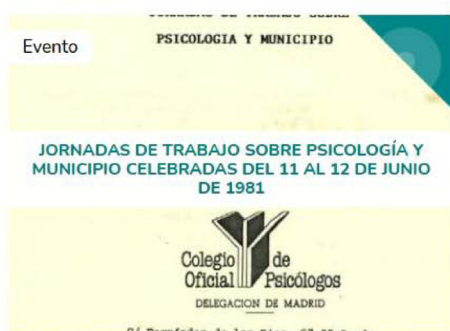 Evento
PSICOLOGIA Y MUNICIPIO
JORNADAS DE TRABAJO SOBRE PSICOLOGÍA Y
MUNICIPIO CELEBRADAS DEL 11 AL 12 DE JUNIO
DE 1981
Colegio de
Oficial Psicólogos
DELEGACION DE MADRID